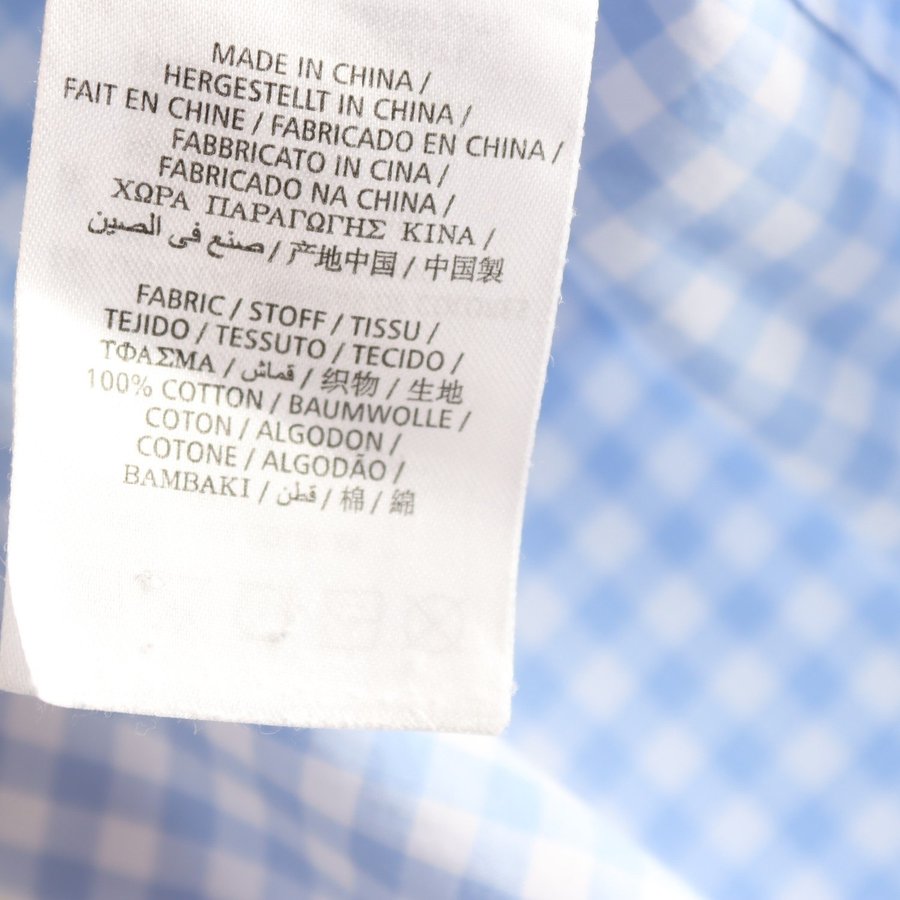 MADE IN CHINA /
HERGESTELLT IN CHINA /
FAIT EN CHINE / FABRICADO EN CHINA /
FABBRICATO IN CINA /
FABRICADO NA CHINA /
ΧΩΡΑ ΠΑΡΑΓΩΓΗΣ ΚΙΝΑ /
صنع في الصين / 产地中国 / 中国製
FABRIC / STOFF / TISSU /
TEJIDO / TESSUTO / TECIDO /
ΤΦΑΣΜΑ / قماش / 织物 / 生地
100% COTTON / BAUMWOLLE /
COTON / ALGODON /
COTONE / ALGODÃO /
BAMBAKI / قطن / 棉 / 綿